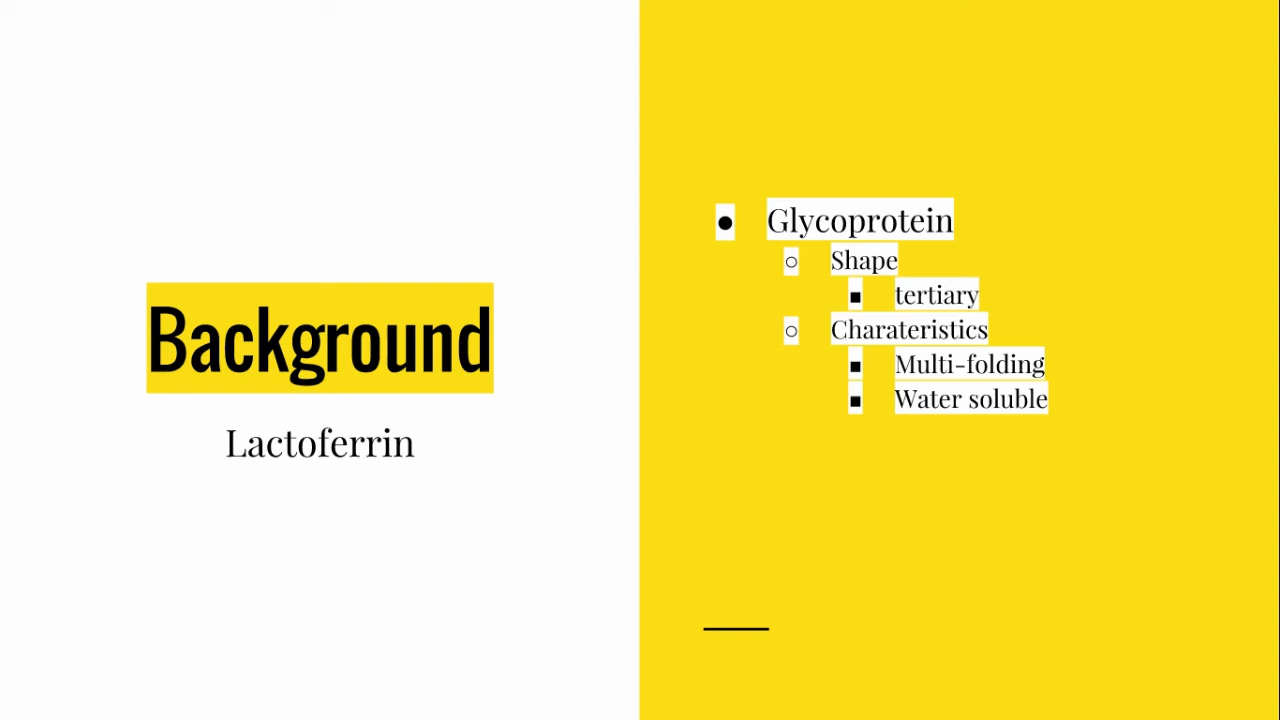 Background
Lactoferrin
● Glycoprotein
○ Shape
■ tertiary
○ Charateristics
■ Multi-folding
■ Water soluble